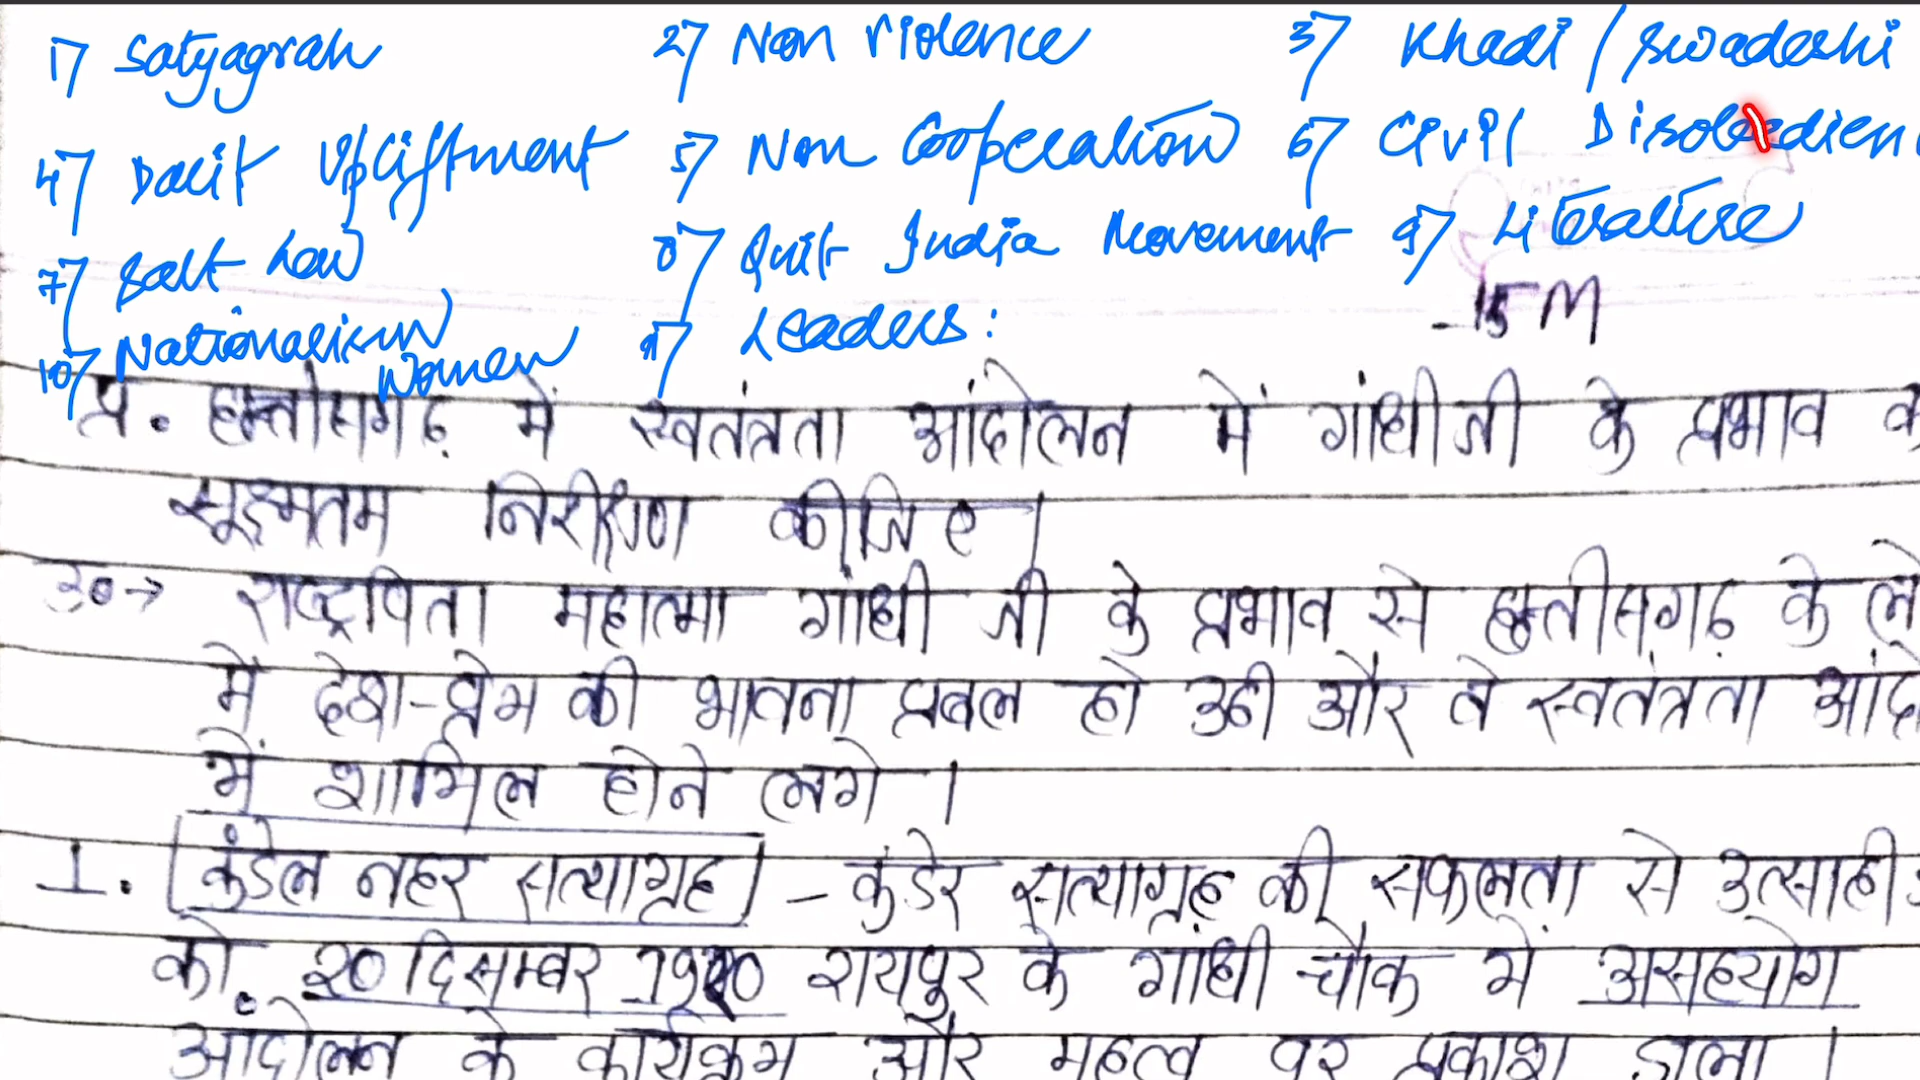 1) Satyagrah 2) Non Violence 3) Khadi / Swadeshi
4) Dalit Upliftment 5) Non Cooperation 6) Civil Disobedien
7) Salt Law 8) Quit India Movement 9) Literature
10) Nationalism Women 11) Leaders:
15 M
प्र. छत्तीसगढ़ में स्वतंत्रता आंदोलन में गांधी जी के प्रभाव क
सूक्ष्मतम निरीक्षण कीजिए।
उ०→ राष्ट्रपिता महात्मा गांधी जी के प्रभाव से छत्तीसगढ़ के लो
में देश-प्रेम की भावना प्रबल हो उठी और वे स्वतंत्रता आंदो
में शामिल होने लगे।
1. कुंडेल नहर सत्याग्रह - कुंडेर सत्याग्रह की सफलता से उत्साही
को 20 दिसम्बर 1920 रायपुर के गांधी चौक में असहयोग
आंदोलन के कार्यक्रम और महत्व पर प्रकाश डाला।